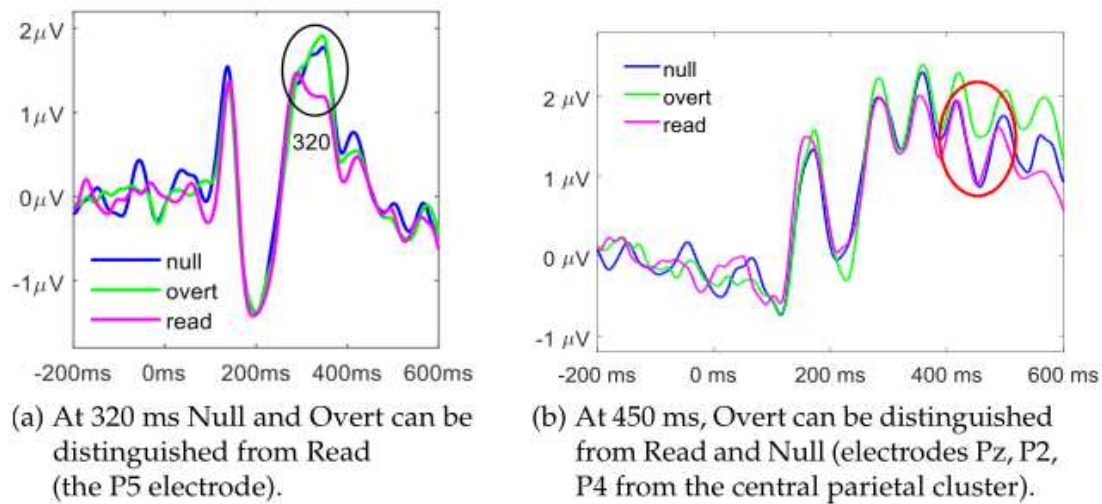 2μV
1μV
0μV
-1μV
320
null
overt
read
-200ms 0ms 200ms 400ms 600ms
(a) At 320 ms Null and Overt can be
distinguished from Read
(the P5 electrode).
null
overt
read
2 μV
1 μV
0 μV
-1 μV
-200 ms 0 ms 200 ms 400 ms 600 ms
(b) At 450 ms, Overt can be distinguished
from Read and Null (electrodes Pz, P2,
P4 from the central parietal cluster).